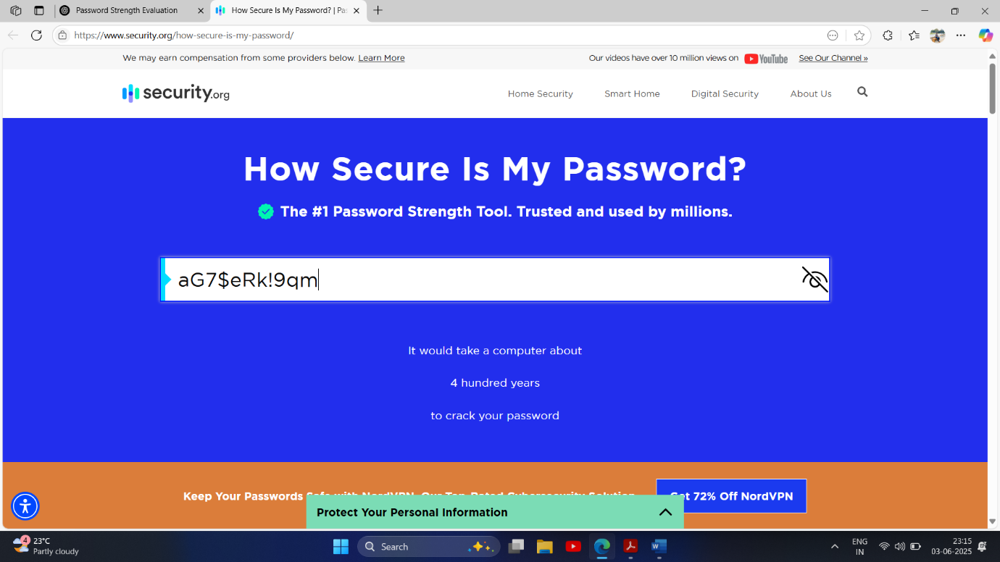 Password Strength Evaluation
How Secure Is My Password? | Pas
https://www.security.org/how-secure-is-my-password/
We may earn compensation from some providers below. Learn More
Our videos have over 10 million views on YouTube See Our Channel »
security.org
Home Security Smart Home Digital Security About Us
How Secure Is My Password?
The #1 Password Strength Tool. Trusted and used by millions.
aG7$eRk!9qm
It would take a computer about
4 hundred years
to crack your password
Keep Your Passwords Safe with NordVPN, Our Top-Rated Cybersecurity Solution
Get 72% Off NordVPN
Protect Your Personal Information
4
23°C
Partly cloudy
Search
ENG
IN
23:15
03-06-2025